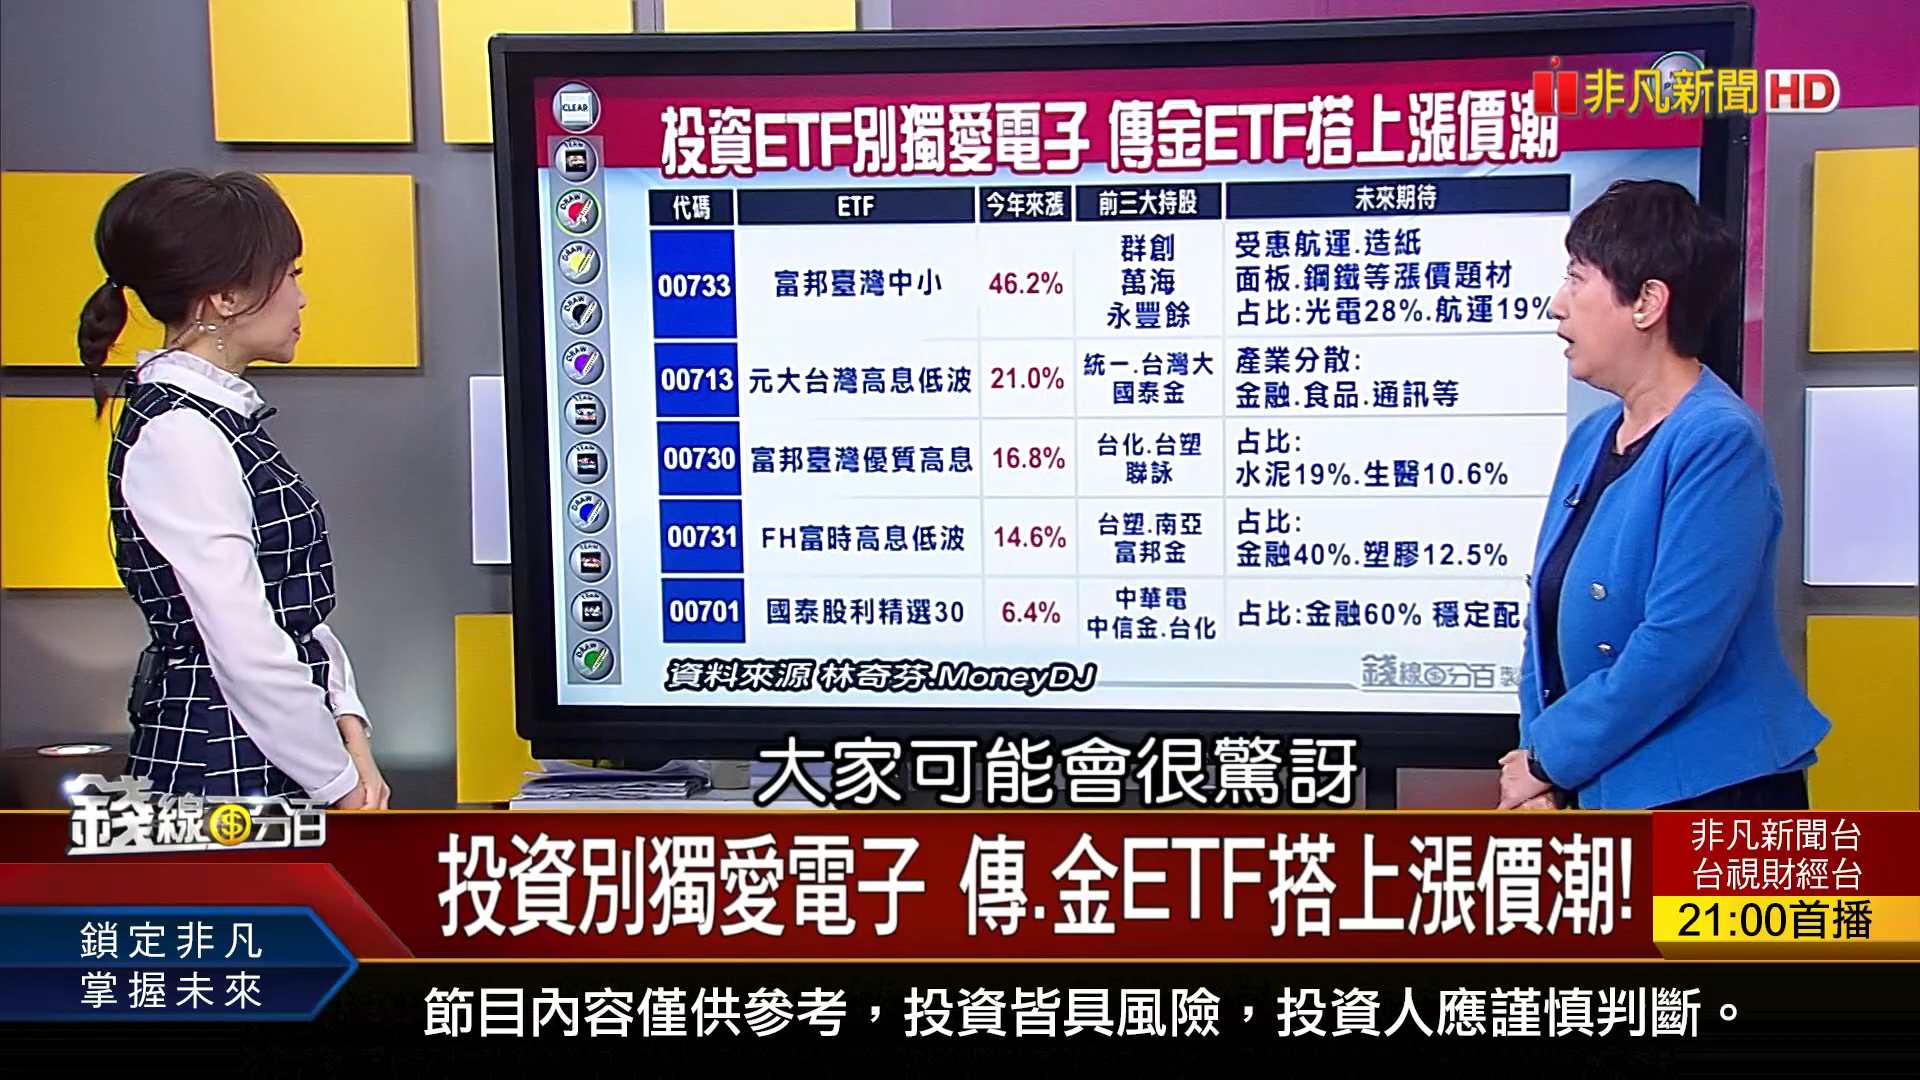 非凡新聞HD
CLEAR
投資ETF別獨愛電子 傳金ETF搭上漲價潮
代碼 ETF 今年來漲 前三大持股 未來期待
00733 富邦臺灣中小 46.2%
群創
萬海
永豐餘
受惠航運.造紙
面板.鋼鐵等漲價題材
占比:光電28%.航運19%
00713 元大台灣高息低波 21.0%
統一.台灣大
國泰金
產業分散:
金融.食品.通訊等
00730 富邦臺灣優質高息 16.8%
台化.台塑
聯詠
占比:
水泥19%.生醫10.6%
00731 FH富時高息低波 14.6%
台塑.南亞
富邦金
占比:
金融40%.塑膠12.5%
00701 國泰股利精選30 6.4%
中華電
中信金.台化
占比:金融60% 穩定配
資料來源 林奇芬.MoneyDJ
錢線百分百 製
大家可能會很驚訝
錢線百分百
投資別獨愛電子 傳.金ETF搭上漲價潮!
非凡新聞台
台視財經台
21:00首播
鎖定非凡
掌握未來
節目內容僅供參考，投資皆具風險，投資人應謹慎判斷。